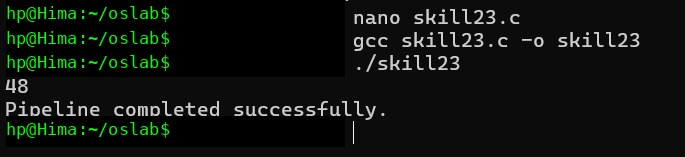 hp@Hima:~/oslab$ nano skill23.c
hp@Hima:~/oslab$ gcc skill23.c -o skill23
hp@Hima:~/oslab$ ./skill23
48
Pipeline completed successfully.
hp@Hima:~/oslab$